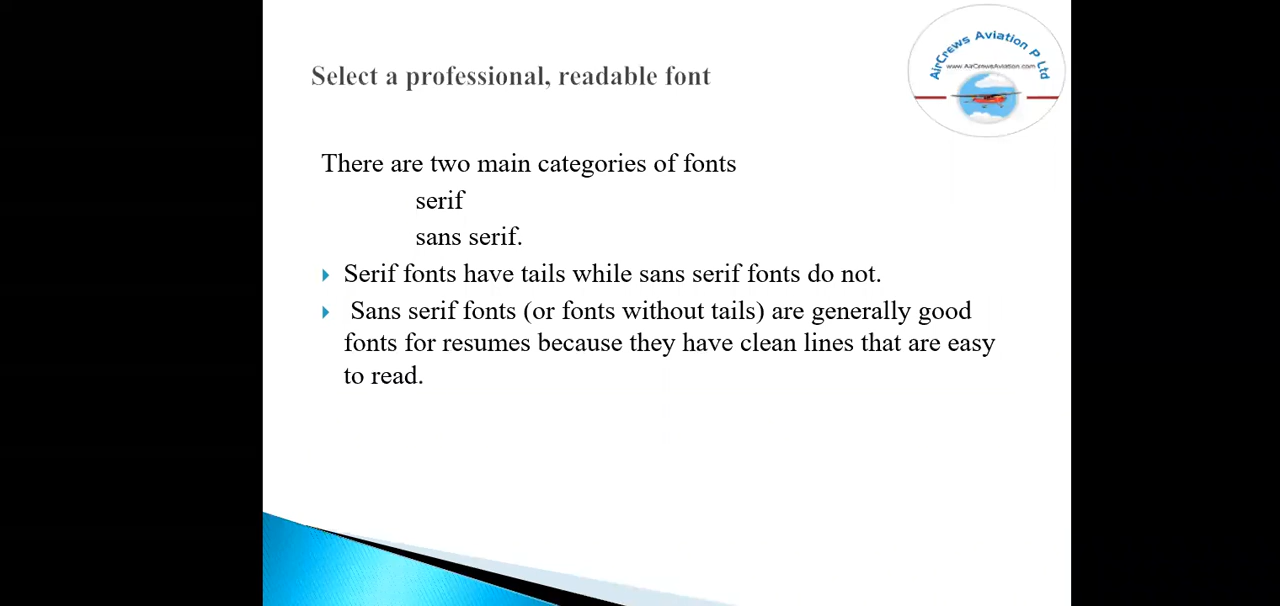 AirCrews Aviation P Ltd
www.AirCrewsAviation.com
Select a professional, readable font
There are two main categories of fonts
serif
sans serif.
Serif fonts have tails while sans serif fonts do not.
Sans serif fonts (or fonts without tails) are generally good
fonts for resumes because they have clean lines that are easy
to read.